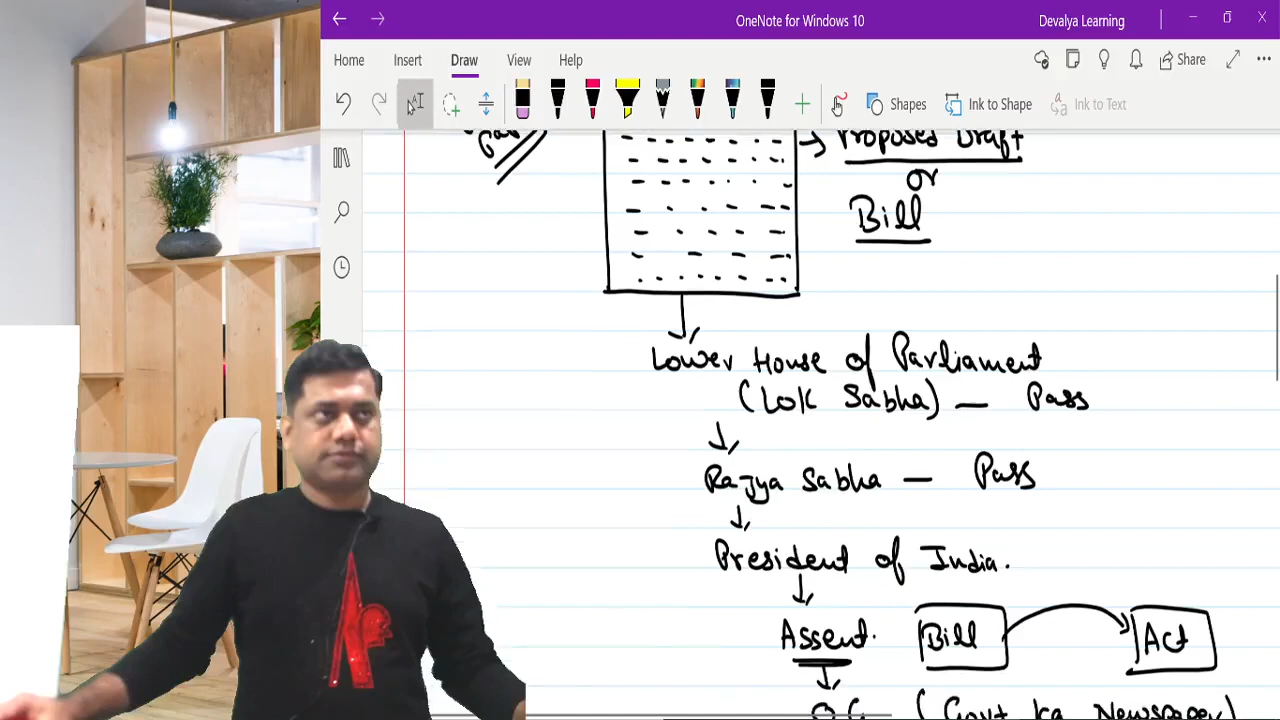 OneNote for Windows 10
Devalya Learning
Home Insert Draw View Help
Share
Shapes
Ink to Shape
Ink to Text
Proposes Draft
or
Bill
Lower House of Parliament
(Lok Sabha) — Pass
Rajya Sabha — Pass
President of India.
Assent. Bill Act
(Govt ka Newspaper)